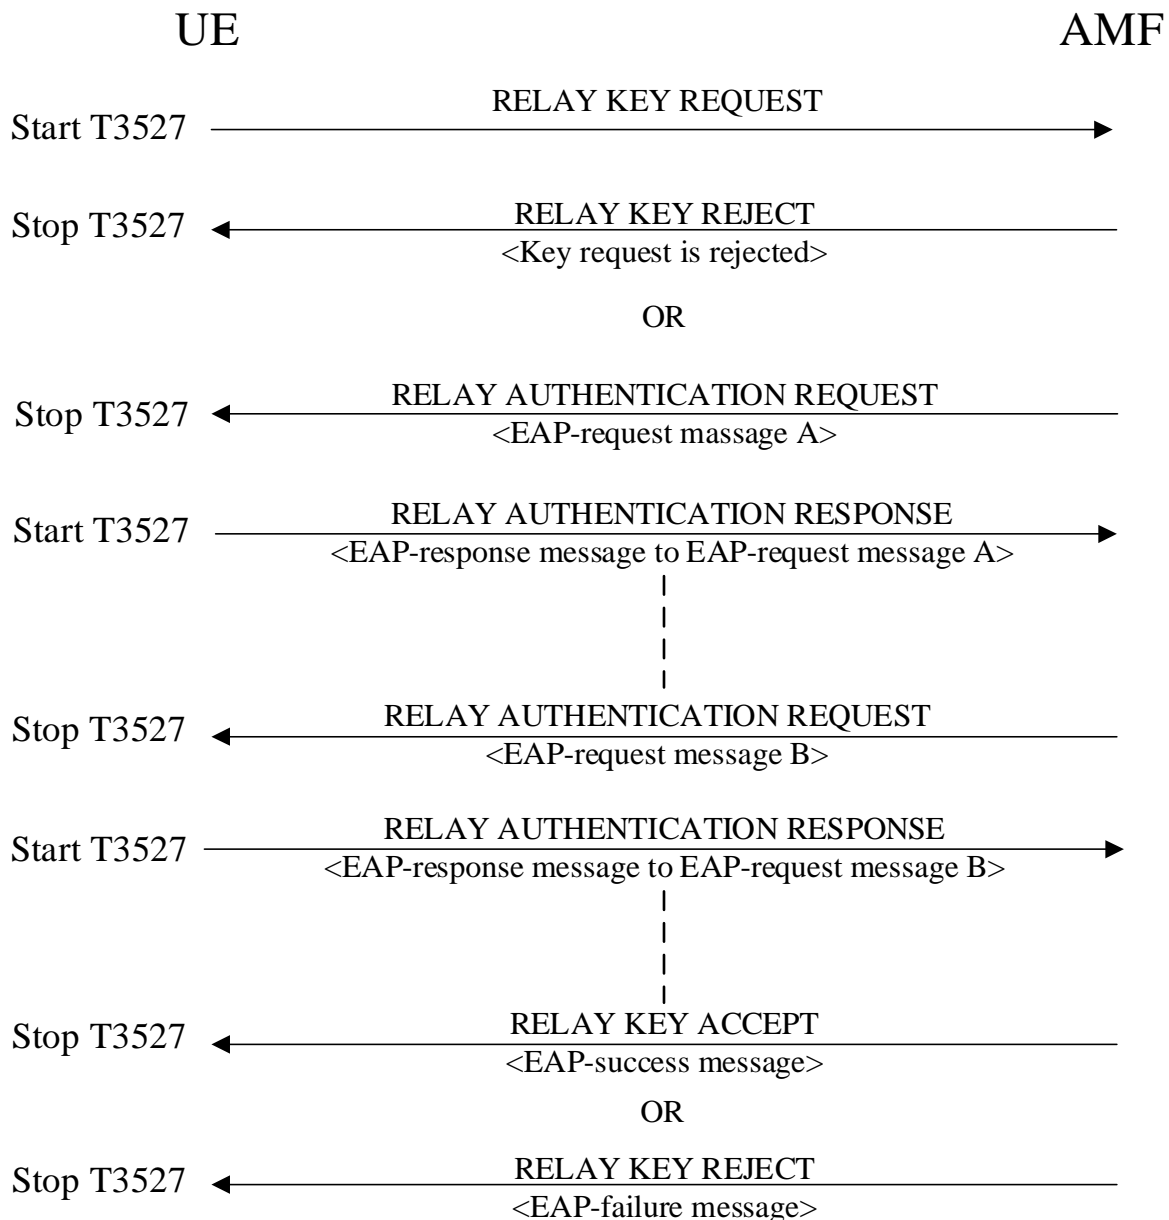 UE
AMF
RELAY KEY REQUEST
Start T3527
RELAY KEY REJECT
Stop T3527
<Key request is rejected>
OR
RELAY AUTHENTICATION REQUEST
Stop T3527
<EAP-request massage A>
RELAY AUTHENTICATION RESPONSE
Start T3527
<EAP-response message to EAP-request message A>
RELAY AUTHENTICATION REQUEST
Stop T3527
<EAP-request message B>
RELAY AUTHENTICATION RESPONSE
Start T3527
<EAP-response message to EAP-request message B>
RELAY KEY ACCEPT
Stop T3527
<EAP-success message>
OR
RELAY KEY REJECT
Stop T3527
<EAP-failure message>